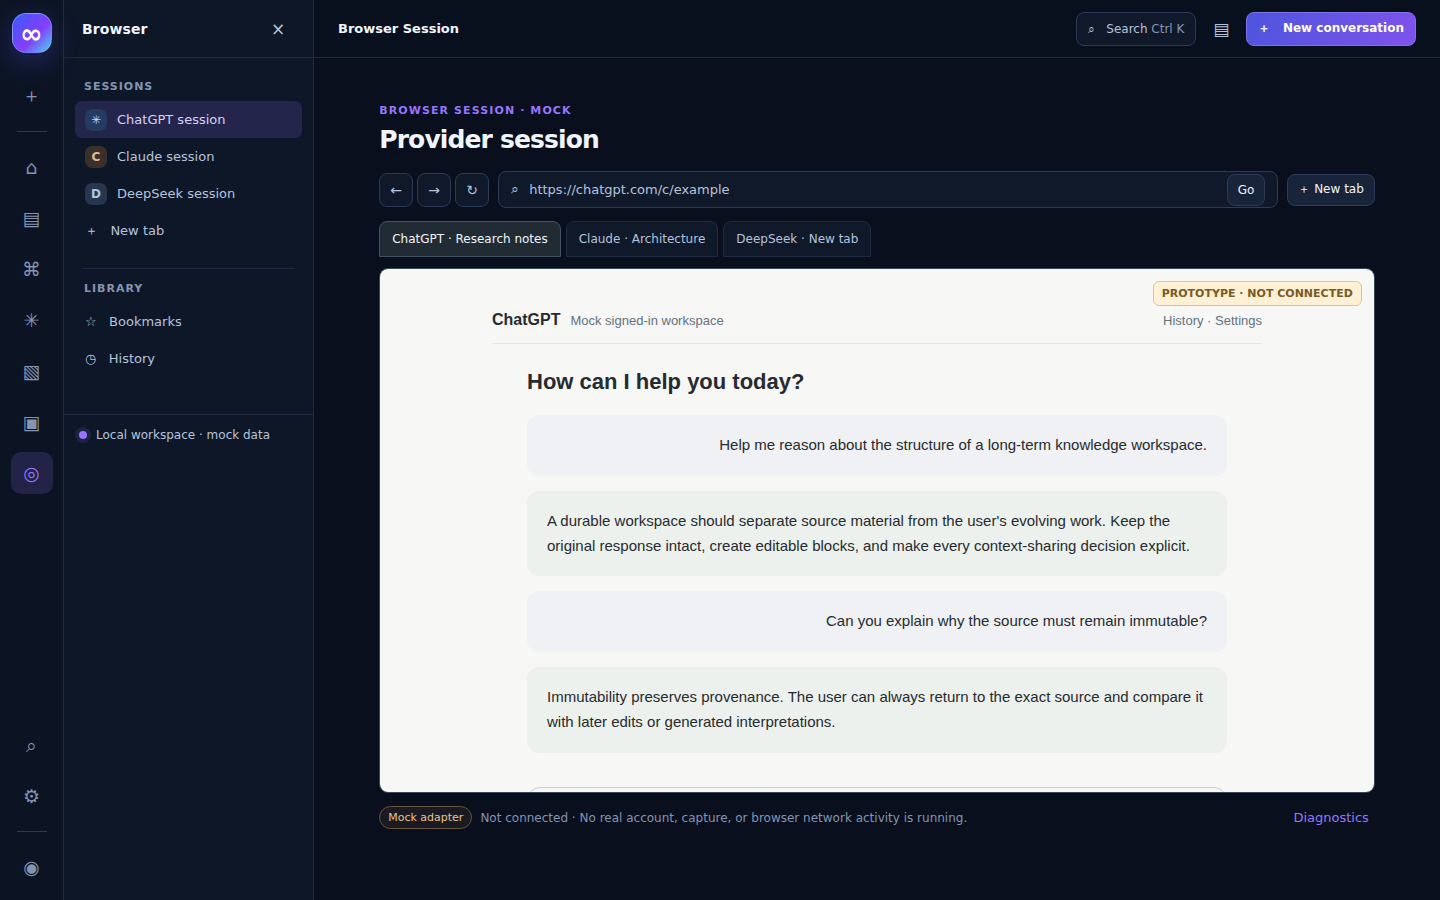 Browser
×
SESSIONS
ChatGPT session
C Claude session
D DeepSeek session
+ New tab
LIBRARY
☆ Bookmarks
History
Local workspace · mock data
Browser Session
Search Ctrl K
+ New conversation
BROWSER SESSION · MOCK
Provider session
← → ↻ https://chatgpt.com/c/example Go + New tab
ChatGPT · Research notes Claude · Architecture DeepSeek · New tab
PROTOTYPE · NOT CONNECTED
ChatGPT Mock signed-in workspace History · Settings
How can I help you today?
Help me reason about the structure of a long-term knowledge workspace.
A durable workspace should separate source material from the user's evolving work. Keep the
original response intact, create editable blocks, and make every context-sharing decision explicit.
Can you explain why the source must remain immutable?
Immutability preserves provenance. The user can always return to the exact source and compare it
with later edits or generated interpretations.
Mock adapter Not connected · No real account, capture, or browser network activity is running. Diagnostics